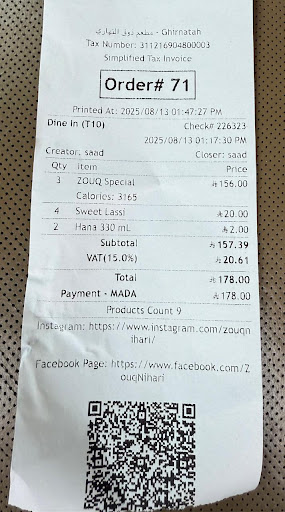 مطعم ذوق النهاري - Ghirnatah
Tax Number: 311216904800003
Simplified Tax Invoice
Order# 71
Printed At: 2025/08/13 01:47:27 PM
Dine In (T10) Check# 226323
2025/08/13 01:17:30 PM
Creator: saad Closer: saad
Qty Item Price
3 ZOUQ Special 156.00
Calories: 3165
4 Sweet Lassi 20.00
2 Hana 330 mL 2.00
Subtotal 157.39
VAT(15.0%) 20.61
Total 178.00
Payment - MADA 178.00
Products Count 9
Instagram: https://www.instagram.com/zouqn
ihari/
Facebook Page: https://www.facebook.com/Z
ouqNihari